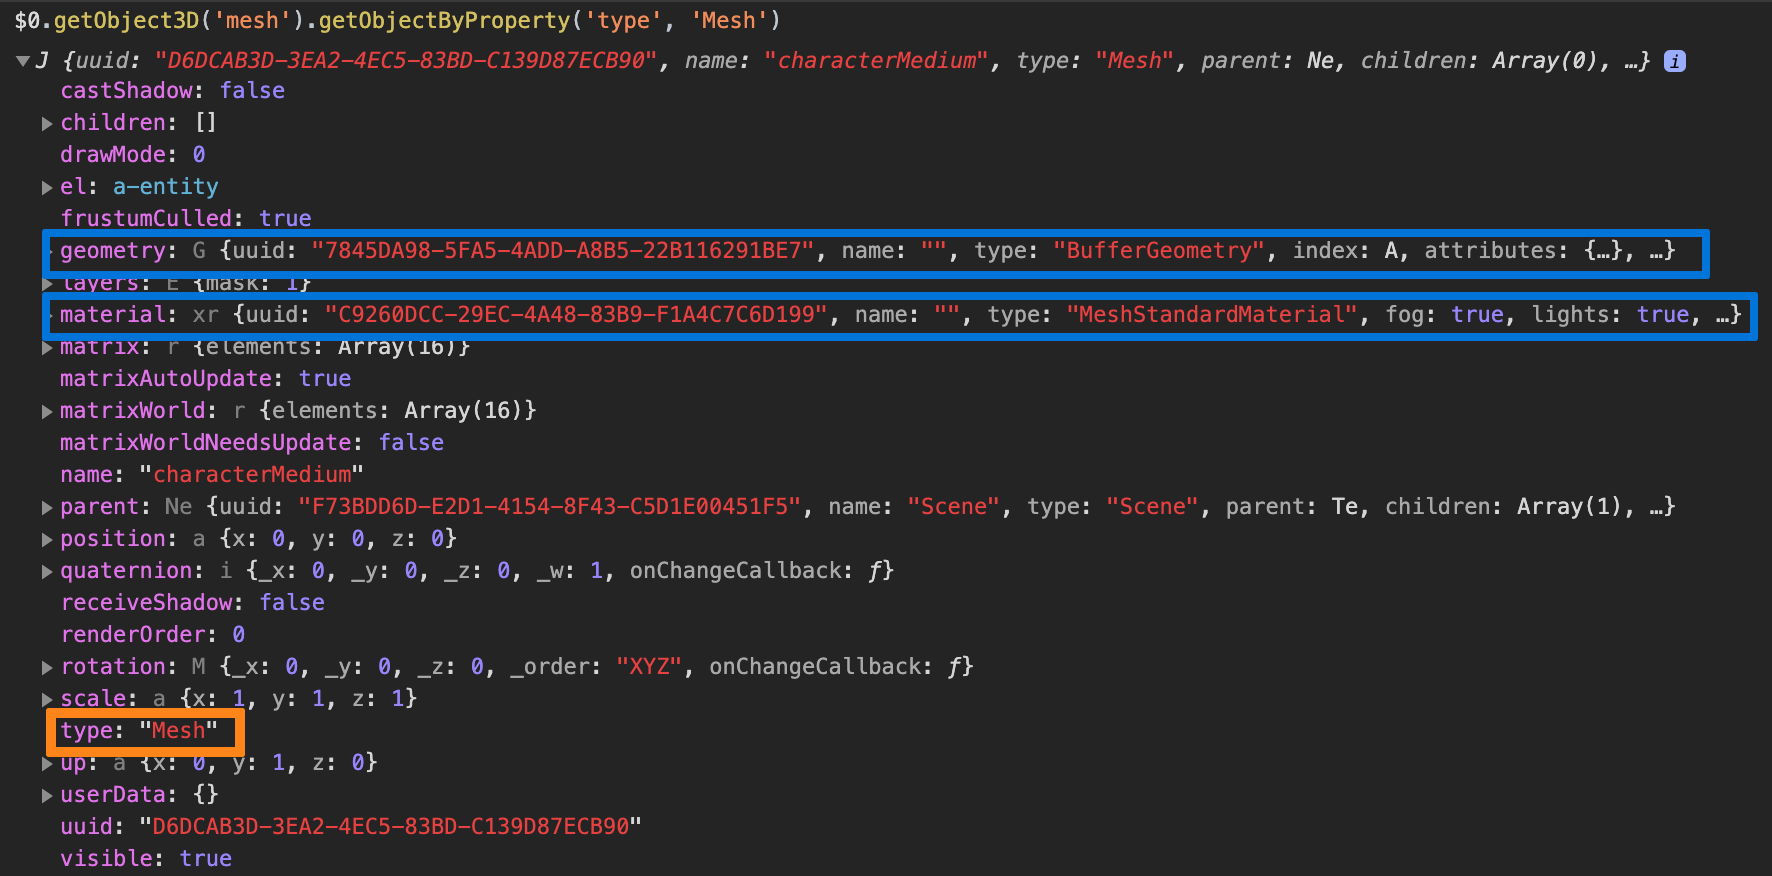 $0.getObject3D('mesh').getObjectByProperty('type', 'Mesh')
▼J {uuid: "D6DCAB3D-3EA2-4EC5-83BD-C139D87ECB90", name: "characterMedium", type: "Mesh", parent: Ne, children: Array(0), …} i
castShadow: false
▶children: []
drawMode: 0
▶el: a-entity
frustumCulled: true
geometry: G {uuid: "7845DA98-5FA5-4ADD-A8B5-22B116291BE7", name: "", type: "BufferGeometry", index: A, attributes: {…}, …}
▶layers: E {mask: 1}
material: xr {uuid: "C9260DCC-29EC-4A48-83B9-F1A4C7C6D199", name: "", type: "MeshStandardMaterial", fog: true, lights: true, …}
▶matrix: r {elements: Array(16)}
matrixAutoUpdate: true
▶matrixWorld: r {elements: Array(16)}
matrixWorldNeedsUpdate: false
name: "characterMedium"
▶parent: Ne {uuid: "F73BDD6D-E2D1-4154-8F43-C5D1E00451F5", name: "Scene", type: "Scene", parent: Te, children: Array(1), …}
▶position: a {x: 0, y: 0, z: 0}
▶quaternion: i {_x: 0, _y: 0, _z: 0, _w: 1, onChangeCallback: ƒ}
receiveShadow: false
renderOrder: 0
▶rotation: M {_x: 0, _y: 0, _z: 0, _order: "XYZ", onChangeCallback: ƒ}
▶scale: a {x: 1, y: 1, z: 1}
type: "Mesh"
▶up: a {x: 0, y: 1, z: 0}
▶userData: {}
uuid: "D6DCAB3D-3EA2-4EC5-83BD-C139D87ECB90"
visible: true